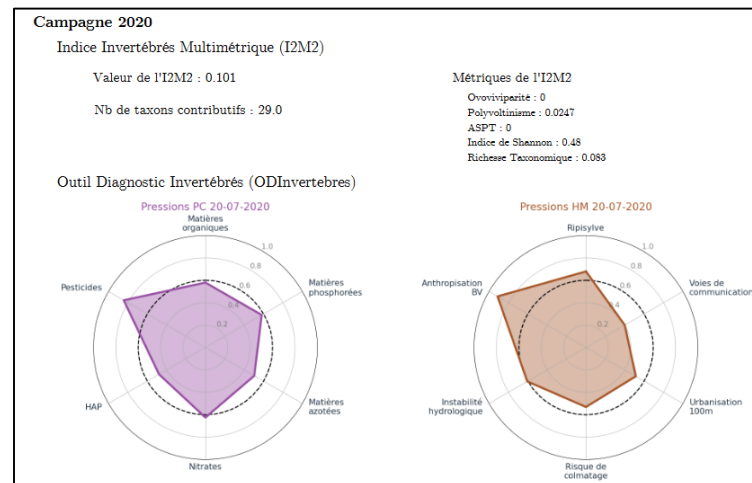 Campagne 2020
Indice Invertébrés Multimétrique (I2M2)
Valeur de l'I2M2 : 0.101
Nb de taxons contributifs : 29.0
Métriques de l'I2M2
Ovoviviparité : 0
Polyvoltinisme : 0.0247
ASPT : 0
Indice de Shannon : 0.48
Richesse Taxonomique : 0.083
Outil Diagnostic Invertébrés (ODInvertebres)
Pressions PC 20-07-2020
Matières
organiques
1.0
0.8
0.6
0.4
0.2
Matières
phosphorées
Matières
azotées
Nitrates
HAP
Pesticides
Pressions HM 20-07-2020
Ripisylve
1.0
0.8
0.6
0.4
0.2
Voies de
communication
Urbanisation
100m
Risque de
colmatage
Instabilité
hydrologique
Anthropisation
BV